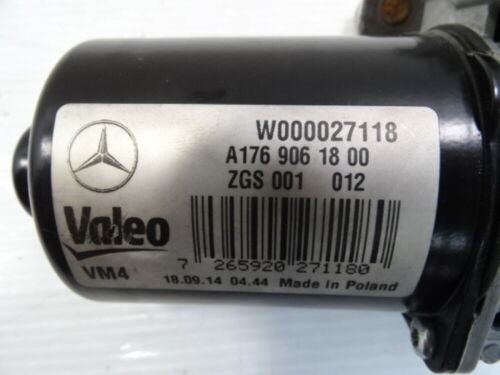 W000027118
A176 906 18 00
ZGS 001 012
Valeo
VM4
7 265920 271180
18.09.14 04.44 Made in Poland